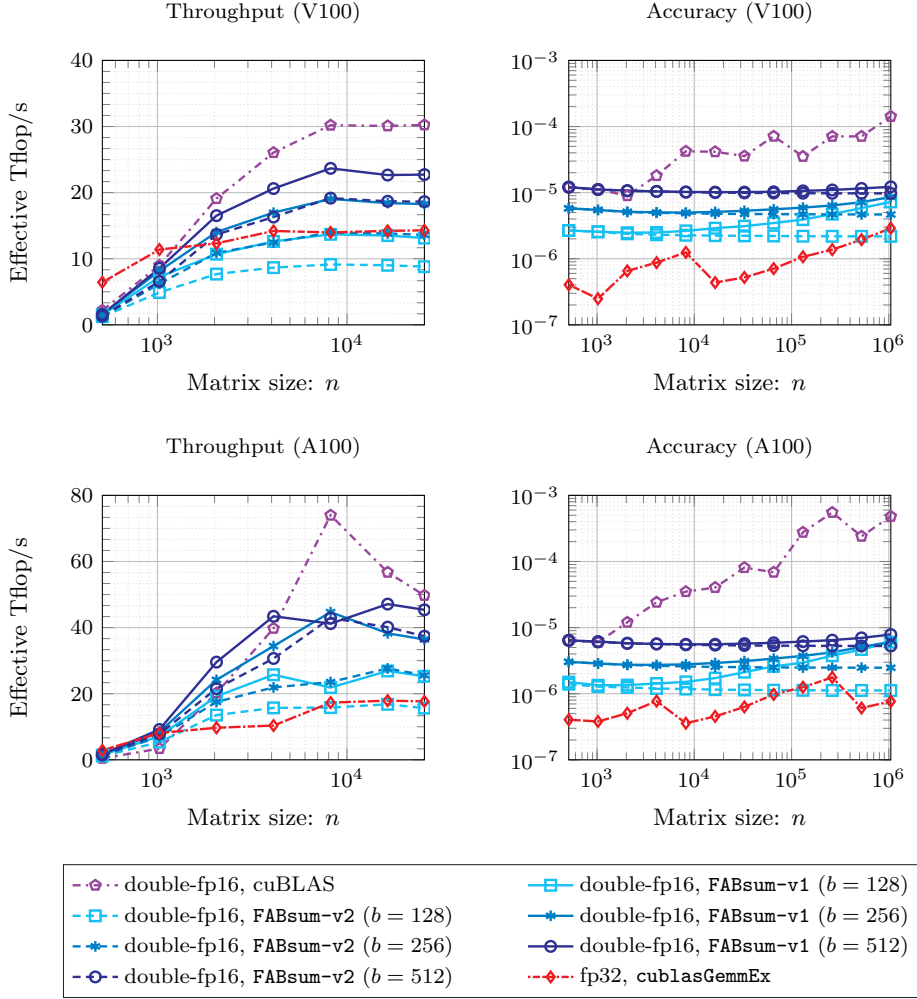 Throughput (V100)
Accuracy (V100)
Effective Tflop/s
40
30
20
10
0
10^3
10^4
Matrix size: n
10^−3
10^−4
10^−5
10^−6
10^−7
10^3
10^4
10^5
10^6
Matrix size: n
Throughput (A100)
Accuracy (A100)
Effective Tflop/s
80
60
40
20
0
10^3
10^4
Matrix size: n
10^−3
10^−4
10^−5
10^−6
10^−7
10^3
10^4
10^5
10^6
Matrix size: n
double-fp16, cuBLAS
double-fp16, FABsum-v1 (b = 128)
double-fp16, FABsum-v2 (b = 128)
double-fp16, FABsum-v1 (b = 256)
double-fp16, FABsum-v2 (b = 256)
double-fp16, FABsum-v1 (b = 512)
double-fp16, FABsum-v2 (b = 512)
fp32, cublasGemmEx